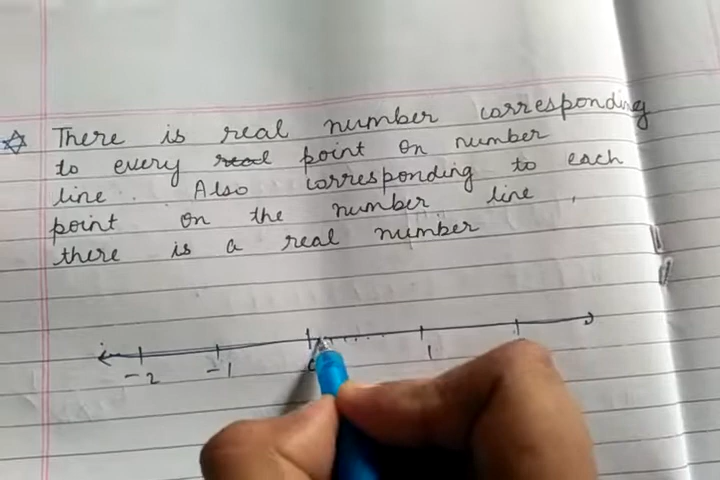 There is real number corresponding
to every real point on number
line. Also corresponding to each
point on the number line,
there is a real number
-2 -1 1